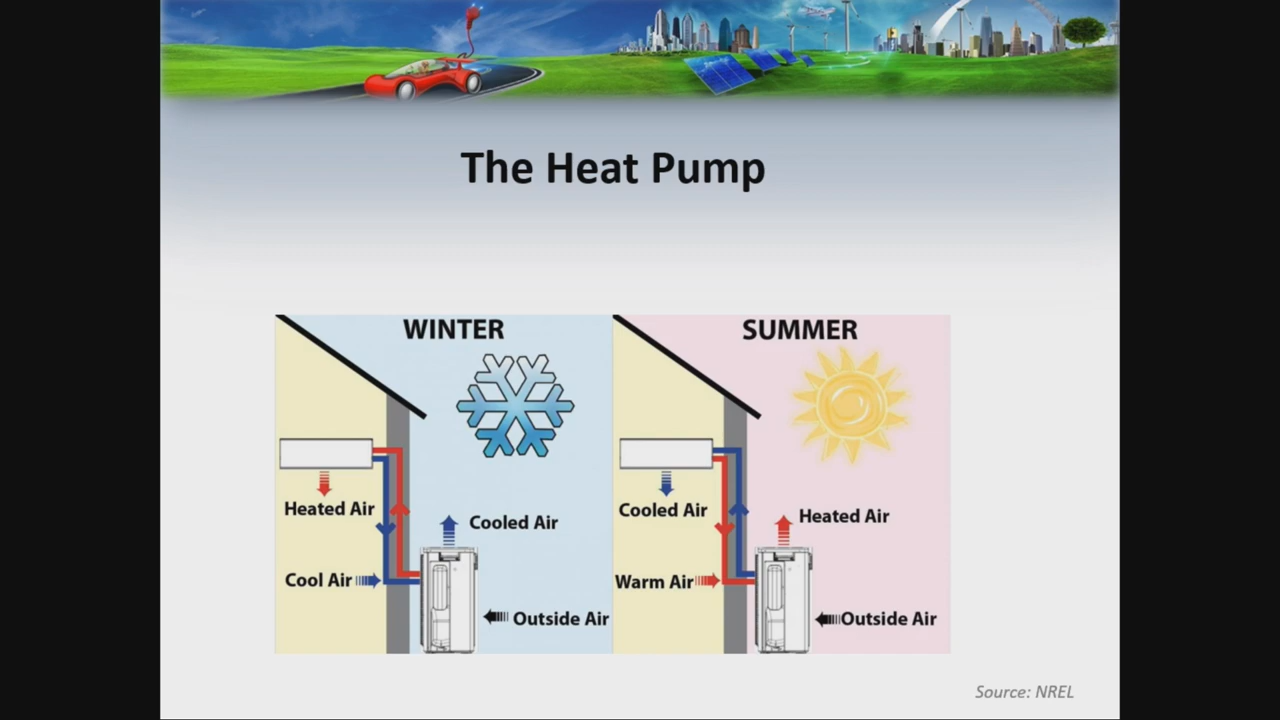 The Heat Pump
WINTER
Heated Air
Cooled Air
Cool Air
Outside Air
SUMMER
Cooled Air
Heated Air
Warm Air
Outside Air
Source: NREL